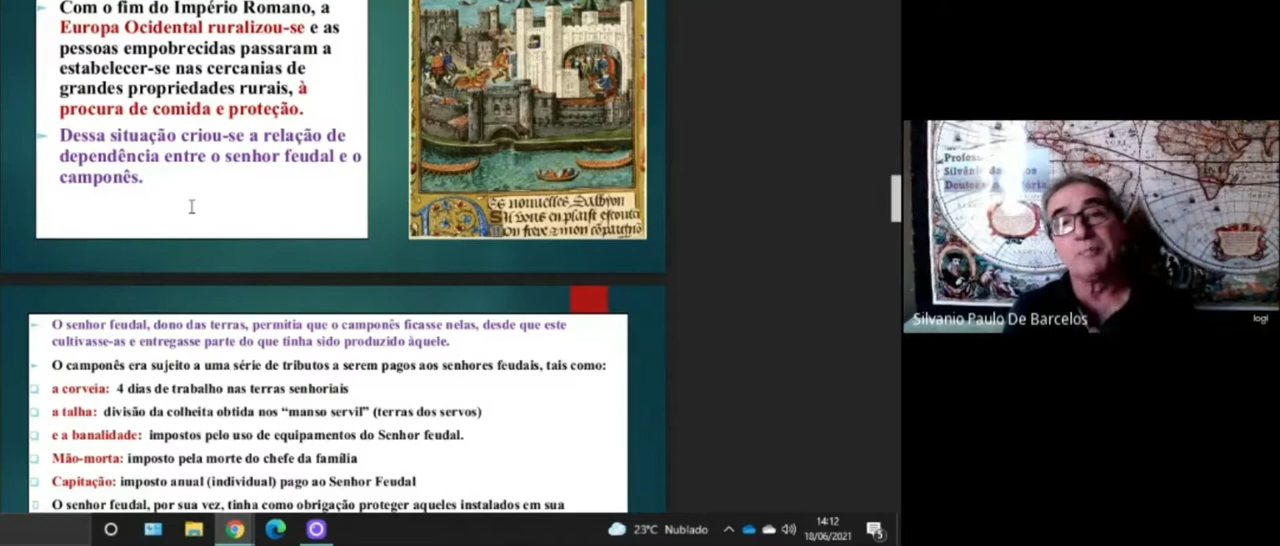 Com o fim do Império Romano, a
Europa Ocidental ruralizou-se e as
pessoas empobrecidas passaram a
estabelecer-se nas cercanias de
grandes propriedades rurais, à
procura de comida e proteção.
Dessa situação criou-se a relação de
dependência entre o senhor feudal e o
camponês.
O senhor feudal, dono das terras, permitia que o camponês ficasse nelas, desde que este
cultivasse-as e entregasse parte do que tinha sido produzido àquele.
O camponês era sujeito a uma série de tributos a serem pagos aos senhores feudais, tais como:
a corveia: 4 dias de trabalho nas terras senhoriais
a talha: divisão da colheita obtida nos “manso servil” (terras dos servos)
e a banalidade: impostos pelo uso de equipamentos do Senhor feudal.
Mão-morta: imposto pela morte do chefe da família
Capitação: imposto anual (individual) pago ao Senhor Feudal
O senhor feudal, por sua vez, tinha como obrigação proteger aqueles instalados em sua
Silvanio Paulo De Barcelos
logi
23°C Nublado
14:12
18/06/2021
5